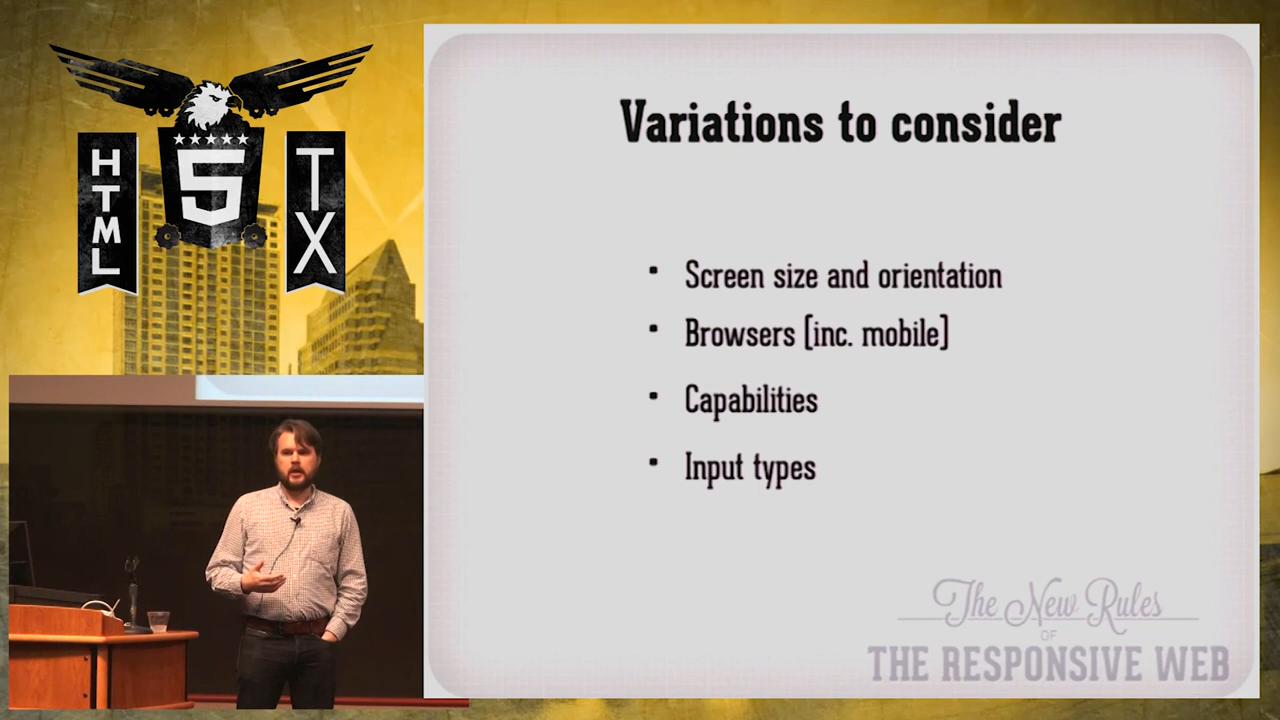 HTML
5
TX
Variations to consider
Screen size and orientation
Browsers (inc. mobile)
Capabilities
Input types
The New Rules
OF
THE RESPONSIVE WEB